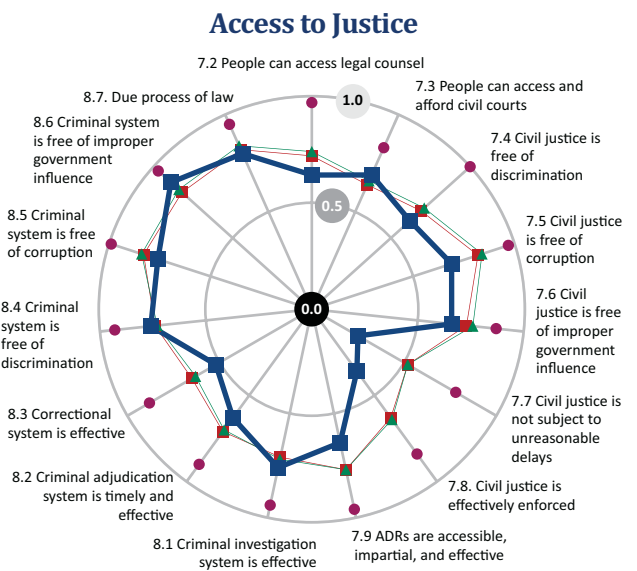 Access to Justice
7.2 People can access legal counsel
1.0
7.3 People can access and
afford civil courts
7.4 Civil justice is
free of
discrimination
7.5 Civil justice
is free of
corruption
7.6 Civil
justice is free
of improper
government
influence
7.7 Civil justice is
not subject to
unreasonable
delays
7.8. Civil justice is
effectively enforced
7.9 ADRs are accessible,
impartial, and effective
8.1 Criminal investigation
system is effective
8.2 Criminal adjudication
system is timely and
effective
8.3 Correctional
system is effective
8.4 Criminal
system is
free of
discrimination
8.5 Criminal
system is free
of corruption
8.6 Criminal system
is free of improper
government
influence
8.7. Due process of law
0.5
0.0